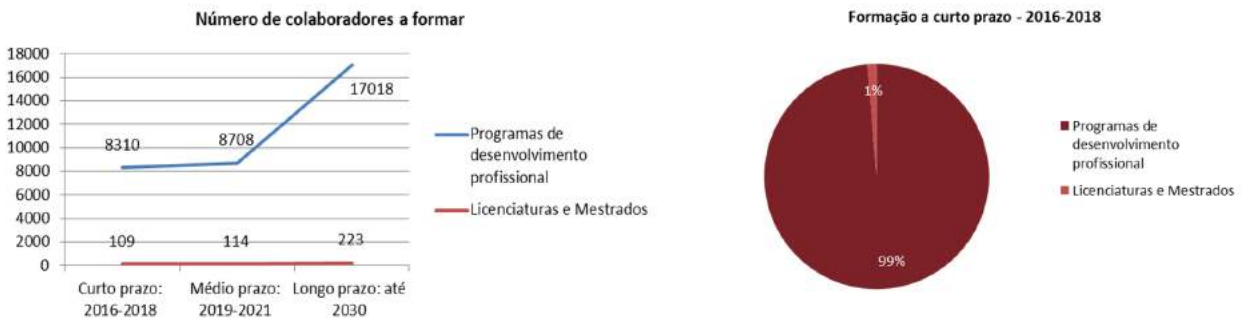 Número de colaboradores a formar
18000
16000
14000
12000
10000
8000
6000
4000
2000
0
8310
8708
17018
109
114
223
Curto prazo:
2016-2018
Médio prazo:
2019-2021
Longo prazo: até
2030
Programas de
desenvolvimento
profissional
Licenciaturas e Mestrados
Formação a curto prazo - 2016-2018
1%
99%
Programas de
desenvolvimento
profissional
Licenciaturas e Mestrados